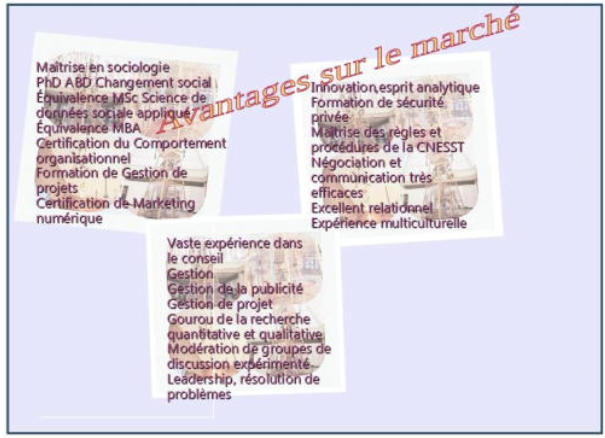 Avantages sur le marché
Maîtrise en sociologie
PhD ABD Changement social
Équivalence MSc Science de
données sociale appliqué
Équivalence MBA
Certification du Comportement
organisationnel
Formation de Gestion de
projets
Certification de Marketing
numérique
Innovation,esprit analytique
Formation de sécurité
privée
Maîtrise des règles et
procédures de la CNESST
Négociation et
communication très
efficaces
Excellent relationnel
Expérience multiculturelle
Vaste expérience dans
le conseil
Gestion
Gestion de la publicité
Gestion de projet
Gourou de la recherche
quantitative et qualitative
Modération de groupes de
discussion expérimenté
Leadership, résolution de
problèmes